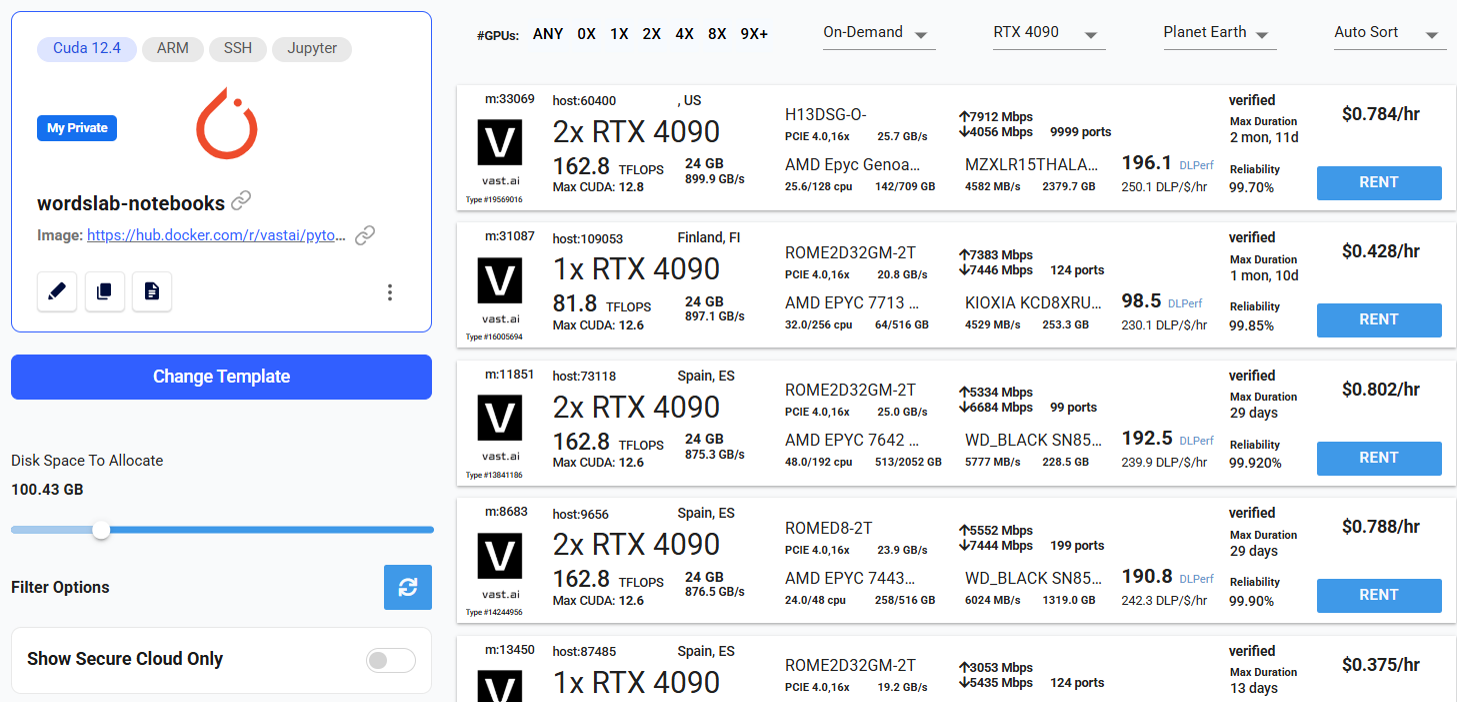 Cuda 12.4 ARM SSH Jupyter
My Private
wordslab-notebooks
Image: https://hub.docker.com/r/vastai/pyto...
Change Template
Disk Space To Allocate
100.43 GB
Filter Options
Show Secure Cloud Only
#GPUs: ANY 0X 1X 2X 4X 8X 9X+ On-Demand RTX 4090 Planet Earth Auto Sort
m:33069
V
vast.ai
Type #19569016
host:60400 , US
2x RTX 4090
162.8 TFLOPS
Max CUDA: 12.8
24 GB
899.9 GB/s
H13DSG-O-
PCIE 4.0,16x 25.7 GB/s
AMD Epyc Genoa...
25.6/128 cpu 142/709 GB
↑7912 Mbps
↓4056 Mbps 9999 ports
MZXLR15THALA...
4582 MB/s 2379.7 GB
196.1 DLPerf
250.1 DLP/$/hr
verified
Max Duration
2 mon, 11d
Reliability
99.70%
$0.784/hr
RENT
m:31087
V
vast.ai
Type #16005694
host:109053 Finland, FI
1x RTX 4090
81.8 TFLOPS
Max CUDA: 12.6
24 GB
897.1 GB/s
ROME2D32GM-2T
PCIE 4.0,16x 20.8 GB/s
AMD EPYC 7713 ...
32.0/256 cpu 64/516 GB
↑7383 Mbps
↓7446 Mbps 124 ports
KIOXIA KCD8XRU...
4529 MB/s 253.3 GB
98.5 DLPerf
230.1 DLP/$/hr
verified
Max Duration
1 mon, 10d
Reliability
99.85%
$0.428/hr
RENT
m:11851
V
vast.ai
Type #13841186
host:73118 Spain, ES
2x RTX 4090
162.8 TFLOPS
Max CUDA: 12.6
24 GB
875.3 GB/s
ROME2D32GM-2T
PCIE 4.0,16x 25.0 GB/s
AMD EPYC 7642 ...
48.0/192 cpu 513/2052 GB
↑5334 Mbps
↓6684 Mbps 99 ports
WD_BLACK SN85...
5777 MB/s 228.5 GB
192.5 DLPerf
239.9 DLP/$/hr
verified
Max Duration
29 days
Reliability
99.920%
$0.802/hr
RENT
m:8683
V
vast.ai
Type #14244956
host:9656 Spain, ES
2x RTX 4090
162.8 TFLOPS
Max CUDA: 12.6
24 GB
876.5 GB/s
ROMED8-2T
PCIE 4.0,16x 23.9 GB/s
AMD EPYC 7443...
24.0/48 cpu 258/516 GB
↑5552 Mbps
↓7444 Mbps 199 ports
WD_BLACK SN85...
6024 MB/s 1319.0 GB
190.8 DLPerf
242.3 DLP/$/hr
verified
Max Duration
29 days
Reliability
99.90%
$0.788/hr
RENT
m:13450
V
host:87485 Spain, ES
1x RTX 4090
ROME2D32GM-2T
PCIE 4.0,16x 19.2 GB/s
↑3053 Mbps
↓5435 Mbps 124 ports
verified
Max Duration
13 days
$0.375/hr